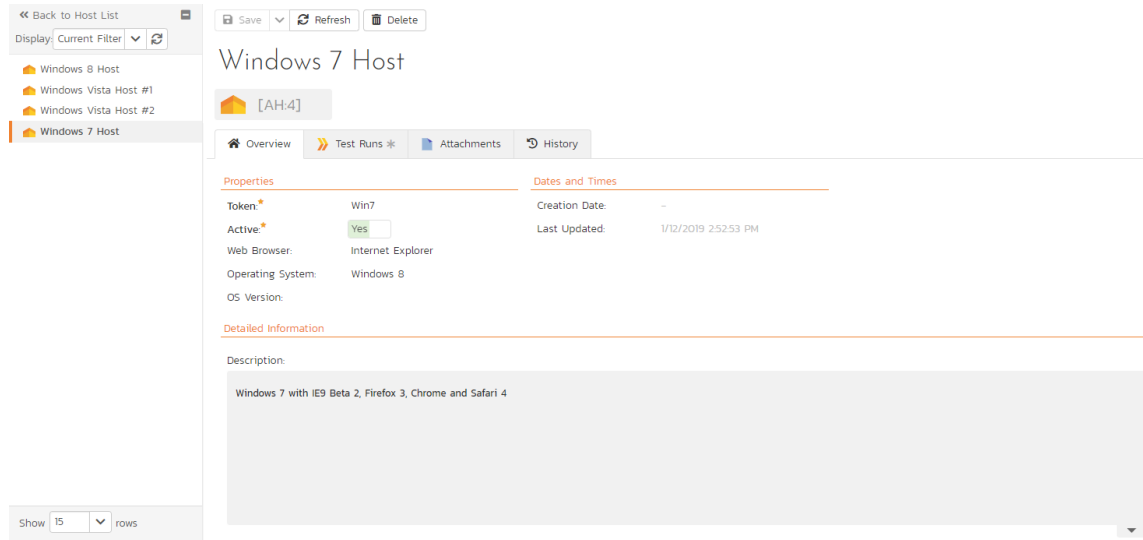 Back to Host List
Display: Current Filter
Windows 8 Host
Windows Vista Host #1
Windows Vista Host #2
Windows 7 Host
Show 15 rows
Save Refresh Delete
Windows 7 Host
[AH:4]
Overview Test Runs * Attachments History
Properties Dates and Times
Token:* Win7 Creation Date: -
Active:* Yes Last Updated: 1/12/2019 2:52:53 PM
Web Browser: Internet Explorer
Operating System: Windows 8
OS Version:
Detailed Information
Description:
Windows 7 with IE9 Beta 2, Firefox 3, Chrome and Safari 4